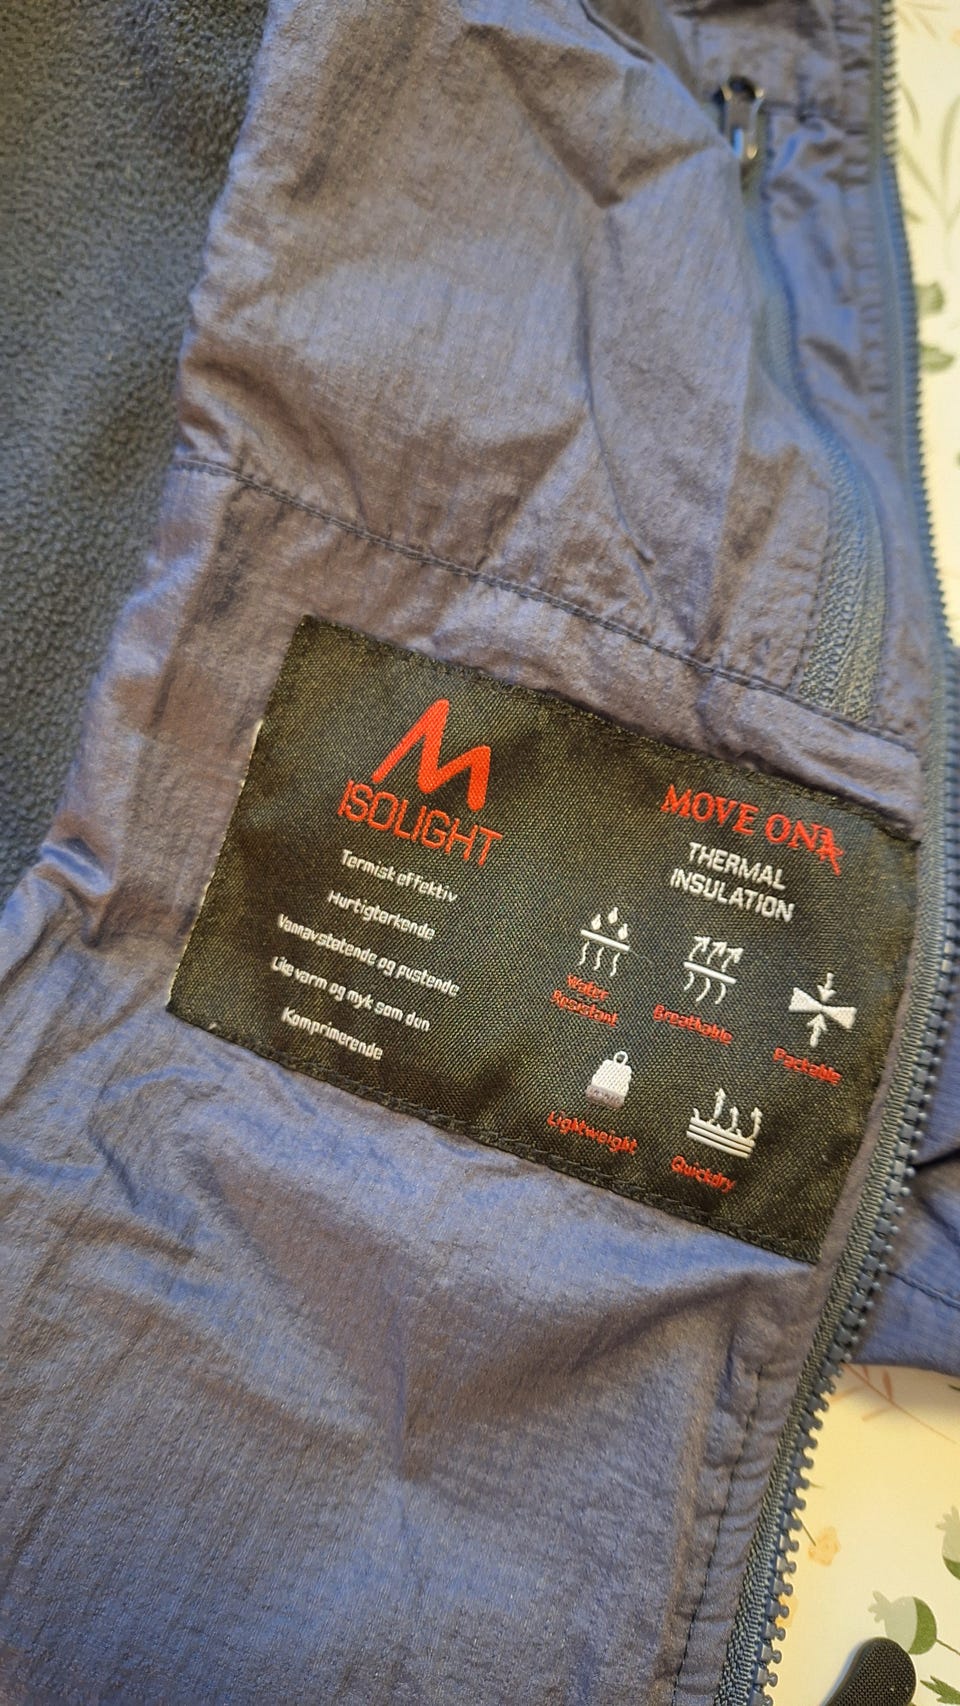 M
ISOLIGHT
Termisk effektiv
Hurtigtørkende
Vannavstøtende og pustende
Like varm og myk som dun
Komprimerende
MOVE ON
THERMAL
INSULATION
Water
Resistant
Breathable
Packable
Lightweight
Quickdry